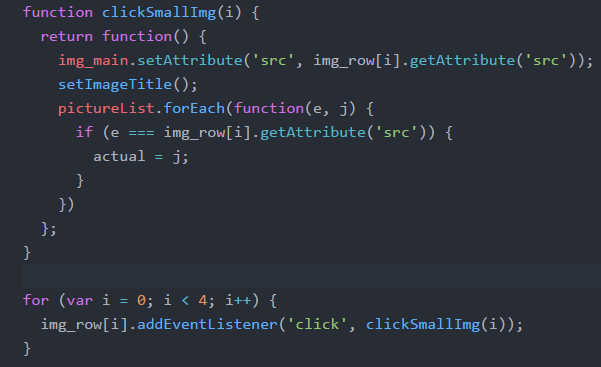 function clickSmallImg(i) {
  return function() {
    img_main.setAttribute('src', img_row[i].getAttribute('src'));
    setImageTitle();
    pictureList.forEach(function(e, j) {
      if (e === img_row[i].getAttribute('src')) {
        actual = j;
      }
    })
  };
}

for (var i = 0; i < 4; i++) {
  img_row[i].addEventListener('click', clickSmallImg(i));
}